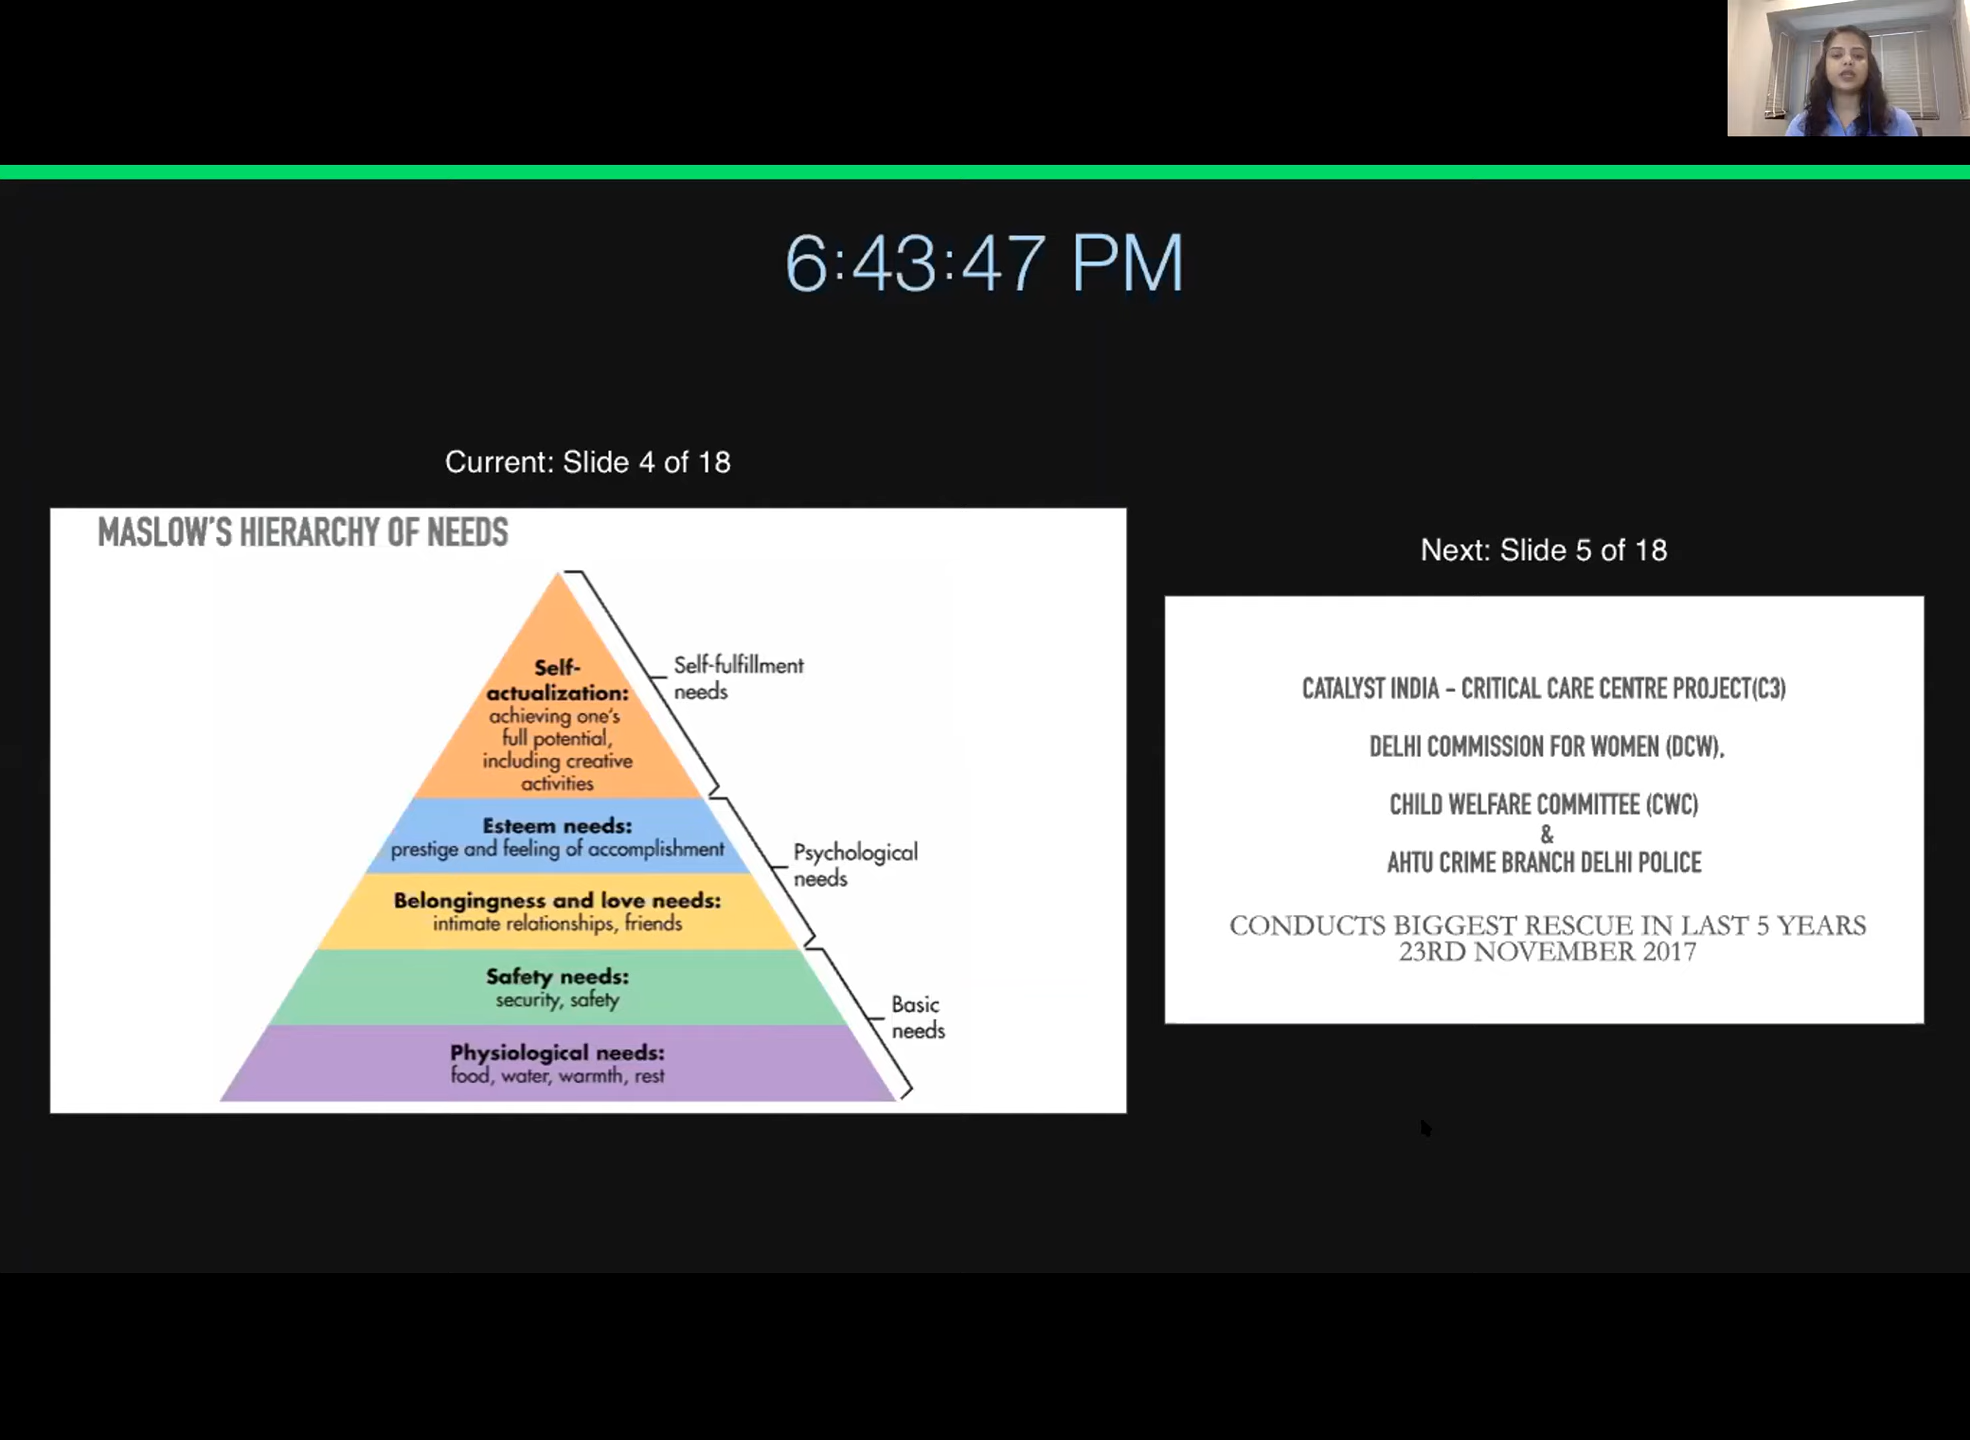 6:43:47 PM
Current: Slide 4 of 18
MASLOW'S HIERARCHY OF NEEDS
Self-
actualization:
achieving one's
full potential,
including creative
activities
Self-fulfillment
needs
Esteem needs:
prestige and feeling of accomplishment
Psychological
needs
Belongingness and love needs:
intimate relationships, friends
Safety needs:
security, safety
Basic
needs
Physiological needs:
food, water, warmth, rest
Next: Slide 5 of 18
CATALYST INDIA – CRITICAL CARE CENTRE PROJECT(C3)
DELHI COMMISSION FOR WOMEN (DCW),
CHILD WELFARE COMMITTEE (CWC)
&
AHTU CRIME BRANCH DELHI POLICE
CONDUCTS BIGGEST RESCUE IN LAST 5 YEARS
23RD NOVEMBER 2017